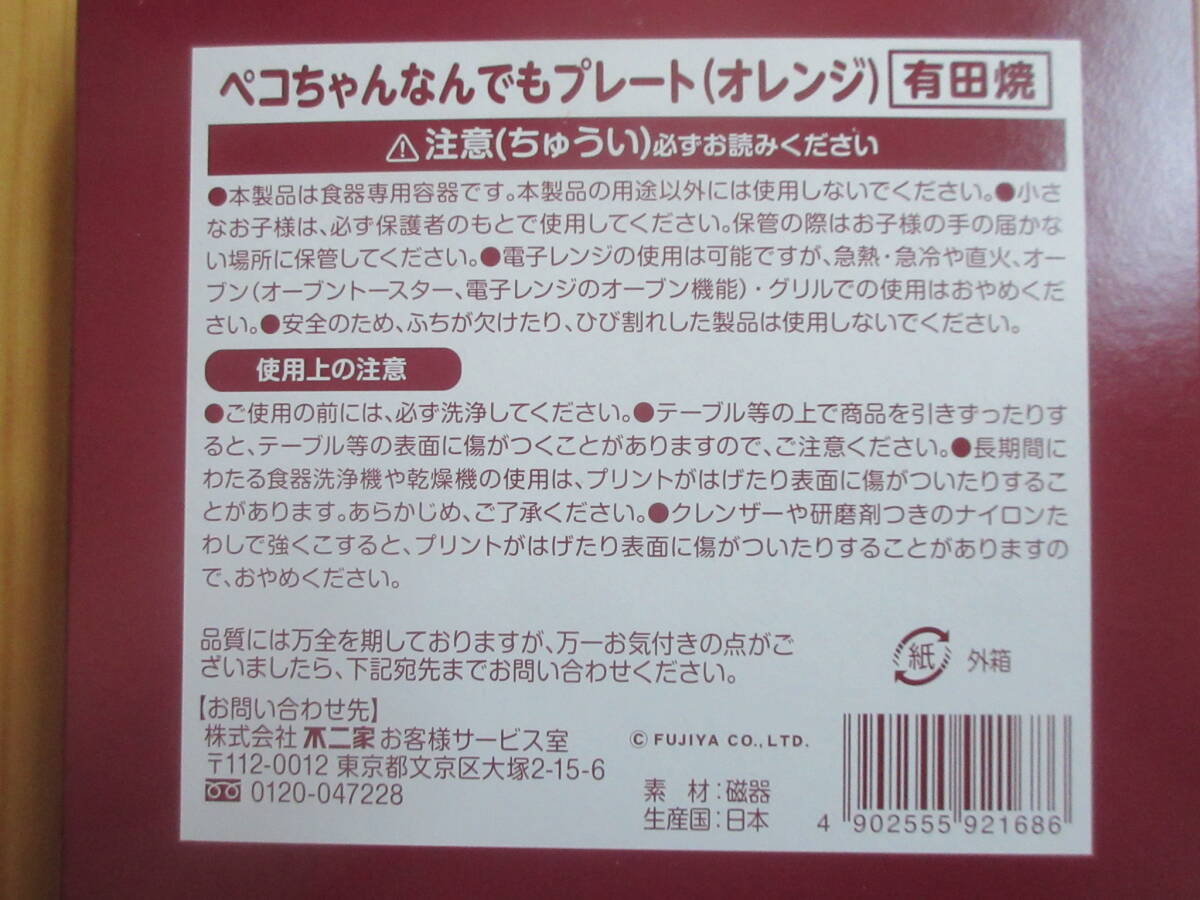 ペコちゃんなんでもプレート(オレンジ) 有田焼
⚠注意(ちゅうい)必ずお読みください
●本製品は食器専用容器です。本製品の用途以外には使用しないでください。●小さ
なお子様は、必ず保護者のもとで使用してください。保管の際はお子様の手の届かな
い場所に保管してください。●電子レンジの使用は可能ですが、急熱・急冷や直火、オー
ブン(オーブントースター、電子レンジのオーブン機能)・グリルでの使用はおやめくだ
さい。●安全のため、ふちが欠けたり、ひび割れした製品は使用しないでください。
使用上の注意
●ご使用の前には、必ず洗浄してください。●テーブル等の上で商品を引きずったりす
ると、テーブル等の表面に傷がつくことがありますので、ご注意ください。●長期間に
わたる食器洗浄機や乾燥機の使用は、プリントがはげたり表面に傷がついたりするこ
とがあります。あらかじめ、ご了承ください。●クレンザーや研磨剤つきのナイロンた
わしで強くこすると、プリントがはげたり表面に傷がついたりすることがありますの
で、おやめください。
品質には万全を期しておりますが、万一お気付きの点がご
ざいましたら、下記宛先までお問い合わせください。
紙 外箱
【お問い合わせ先】
株式会社 不二家 お客様サービス室
〒112-0012 東京都文京区大塚2-15-6
0120-047228
© FUJIYA CO., LTD.
素 材:磁器
生産国:日本
4 902555 921686